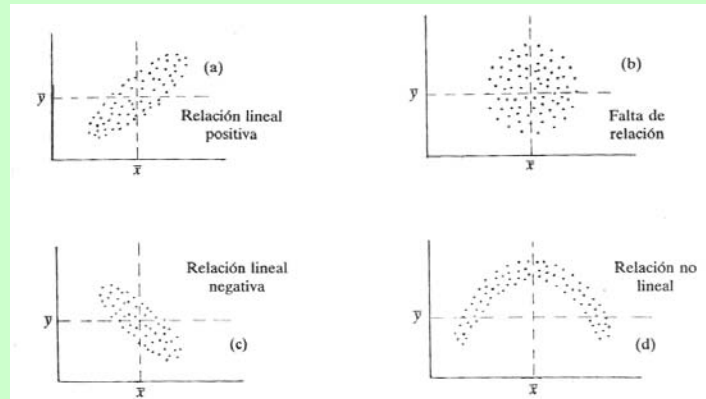 (a)
ȳ
Relación lineal
positiva
x̄
(b)
ȳ
Falta de
relación
x̄
Relación lineal
negativa
ȳ
(c)
x̄
Relación no
lineal
ȳ
(d)
x̄